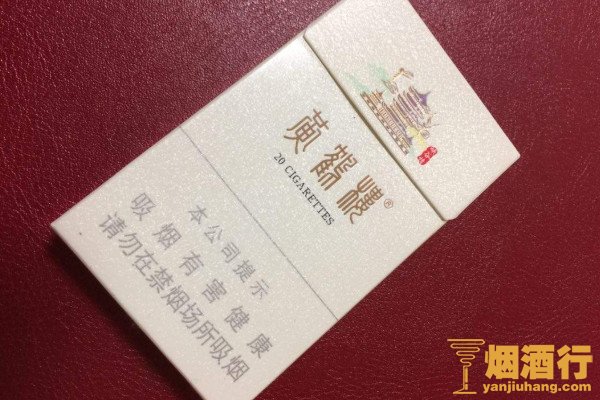 黄鹤楼®
20 CIGARETTES
本公司提示
吸烟有害健康
请勿在禁烟场所吸烟
烟酒行
yanjiuhang.com